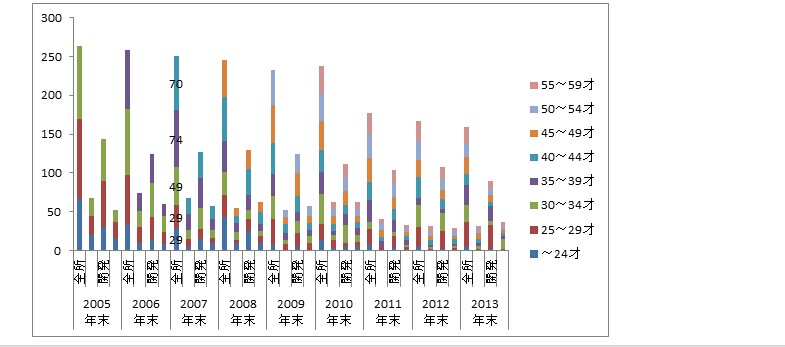 300
250
200
150
100
50
0
70
74
49
29
29
55～59才
50～54才
45～49才
40～44才
35～39才
30～34才
25～29才
～24才
全所 開発 全所 開発 全所 開発 全所 開発 全所 開発 全所 開発 全所 開発 全所 開発 全所 開発
2005 2006 2007 2008 2009 2010 2011 2012 2013
年末 年末 年末 年末 年末 年末 年末 年末 年末